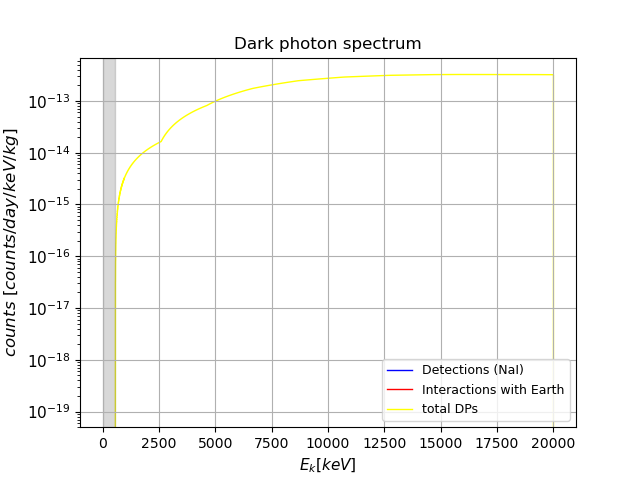 Dark photon spectrum
counts [counts/day/keV/kg]
10⁻¹³
10⁻¹⁴
10⁻¹⁵
10⁻¹⁶
10⁻¹⁷
10⁻¹⁸
10⁻¹⁹
Detections (NaI)
Interactions with Earth
total DPs
0 2500 5000 7500 10000 12500 15000 17500 20000
E_k[keV]